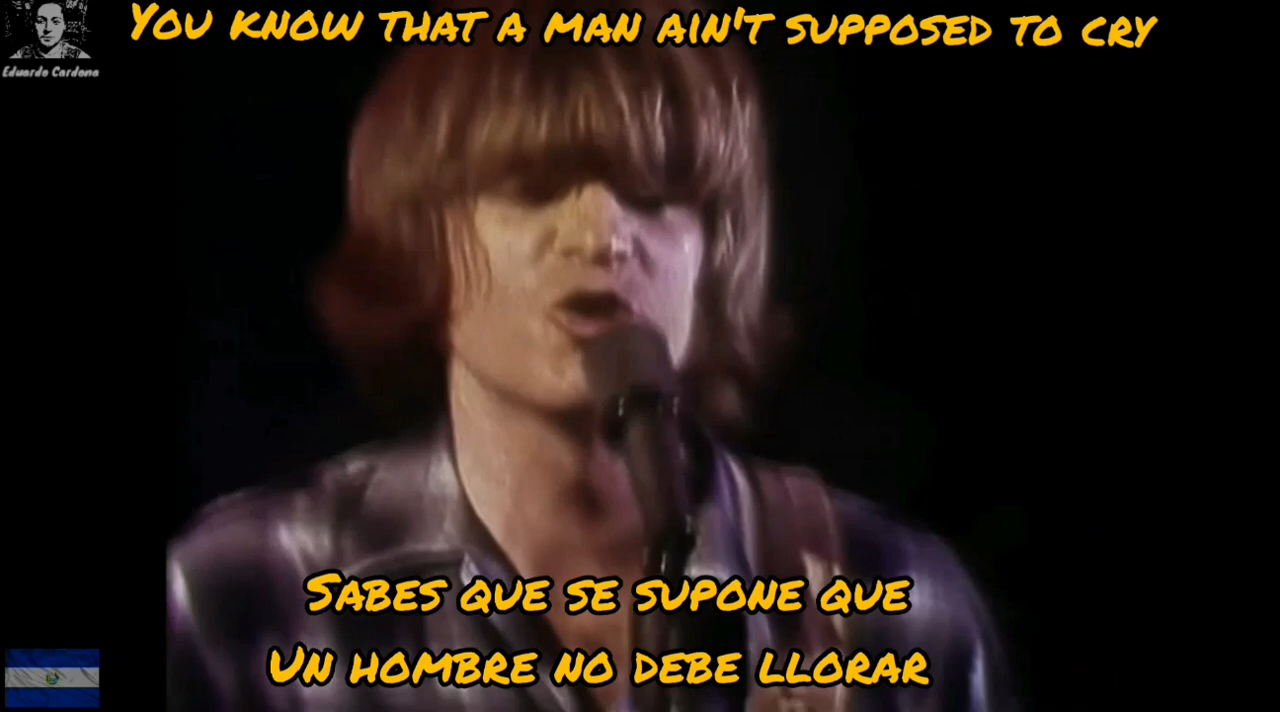 You know that a man ain't supposed to cry
Eduardo Cardona
Sabes que se supone que
Un hombre no debe llorar